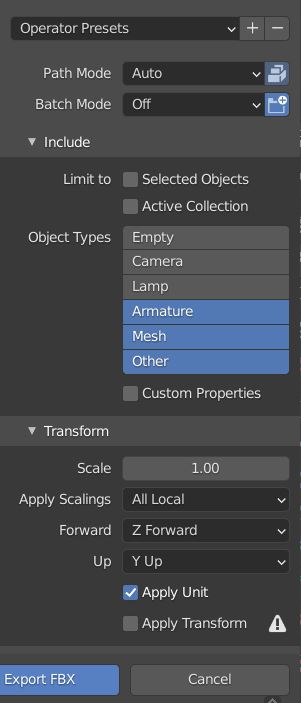 Operator Presets
Path Mode Auto
Batch Mode Off
Include
Limit to Selected Objects
Active Collection
Object Types Empty
Camera
Lamp
Armature
Mesh
Other
Custom Properties
Transform
Scale 1.00
Apply Scalings All Local
Forward Z Forward
Up Y Up
Apply Unit
Apply Transform
Export FBX Cancel